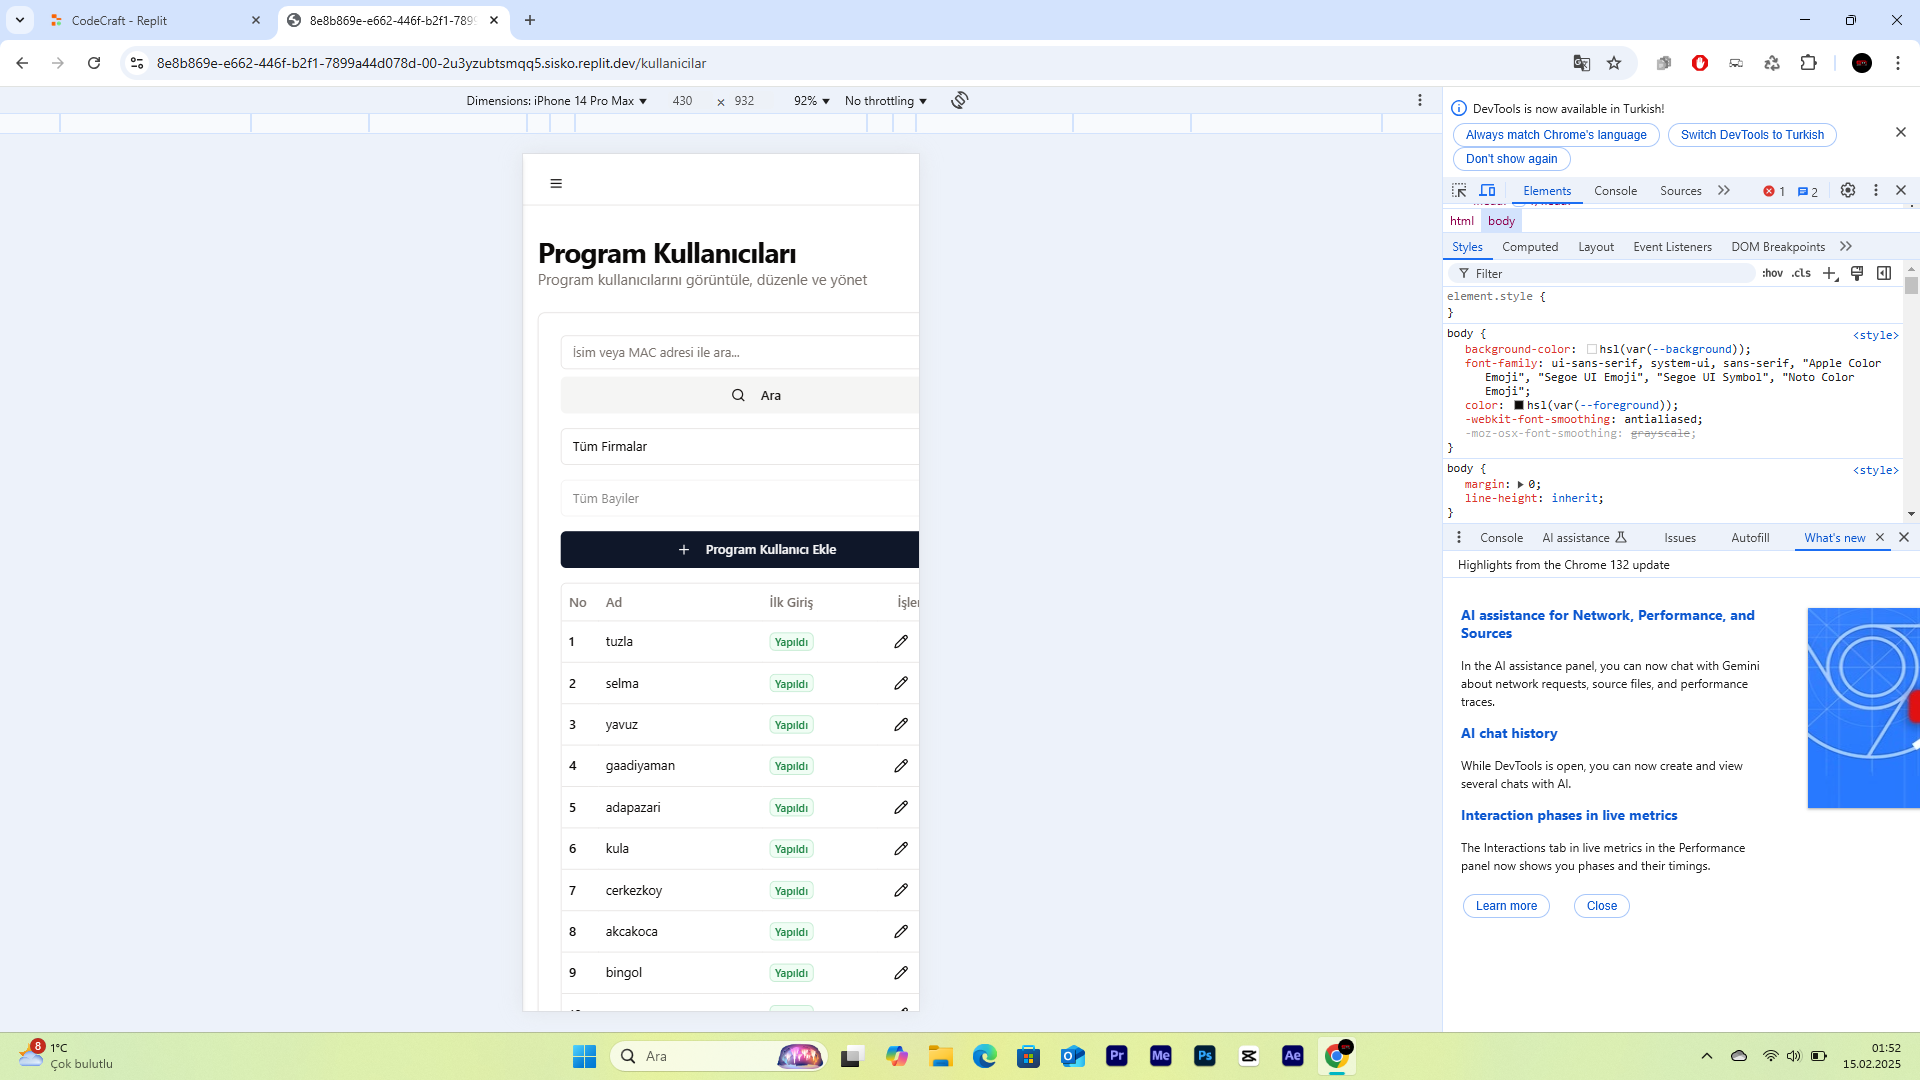 CodeCraft - Replit
8e8b869e-e662-446f-b2f1-789
8e8b869e-e662-446f-b2f1-7899a44d078d-00-2u3yzubtsmqq5.sisko.replit.dev/kullanicilar
Dimensions: iPhone 14 Pro Max ▼ 430 × 932 92% ▼ No throttling ▼
Program Kullanıcıları
Program kullanıcılarını görüntüle, düzenle ve yönet
İsim veya MAC adresi ile ara...
Ara
Tüm Firmalar
Tüm Bayiler
+ Program Kullanıcı Ekle
No Ad İlk Giriş İşler
1 tuzla Yapıldı
2 selma Yapıldı
3 yavuz Yapıldı
4 gaadiyaman Yapıldı
5 adapazari Yapıldı
6 kula Yapıldı
7 cerkezkoy Yapıldı
8 akcakoca Yapıldı
9 bingol Yapıldı
DevTools is now available in Turkish!
Always match Chrome's language Switch DevTools to Turkish
Don't show again
Elements Console Sources 1 2
html body
Styles Computed Layout Event Listeners DOM Breakpoints
Filter :hov .cls
element.style {
}
body { <style>
background-color: hsl(var(--background));
font-family: ui-sans-serif, system-ui, sans-serif, "Apple Color
Emoji", "Segoe UI Emoji", "Segoe UI Symbol", "Noto Color
Emoji";
color: hsl(var(--foreground));
-webkit-font-smoothing: antialiased;
-moz-osx-font-smoothing: grayscale;
}
body { <style>
margin: 0;
line-height: inherit;
}
Console AI assistance Issues Autofill What's new
Highlights from the Chrome 132 update
AI assistance for Network, Performance, and
Sources
In the AI assistance panel, you can now chat with Gemini
about network requests, source files, and performance
traces.
AI chat history
While DevTools is open, you can now create and view
several chats with AI.
Interaction phases in live metrics
The Interactions tab in live metrics in the Performance
panel now shows you phases and their timings.
Learn more Close
8
1°C
Çok bulutlu
Ara
Pr Me Ps Ae
01:52
15.02.2025